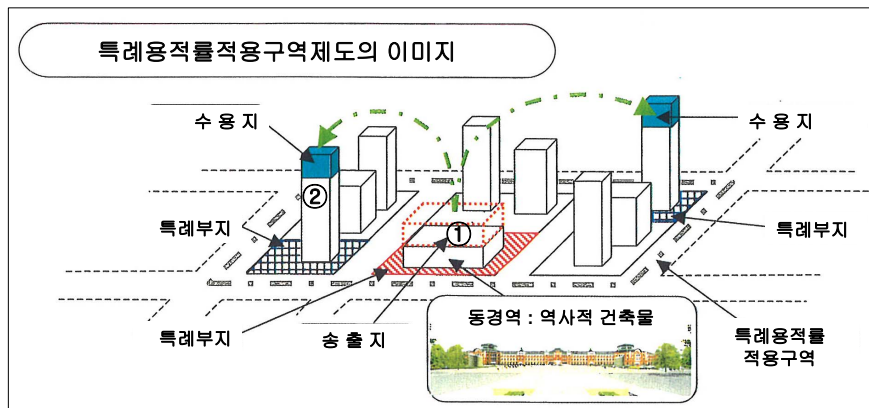 특례용적률적용구역제도의 이미지
수 용 지
수 용 지
②
특례부지
①
특례부지
특례부지
송 출 지
동경역 : 역사적 건축물
특례용적률
적용구역